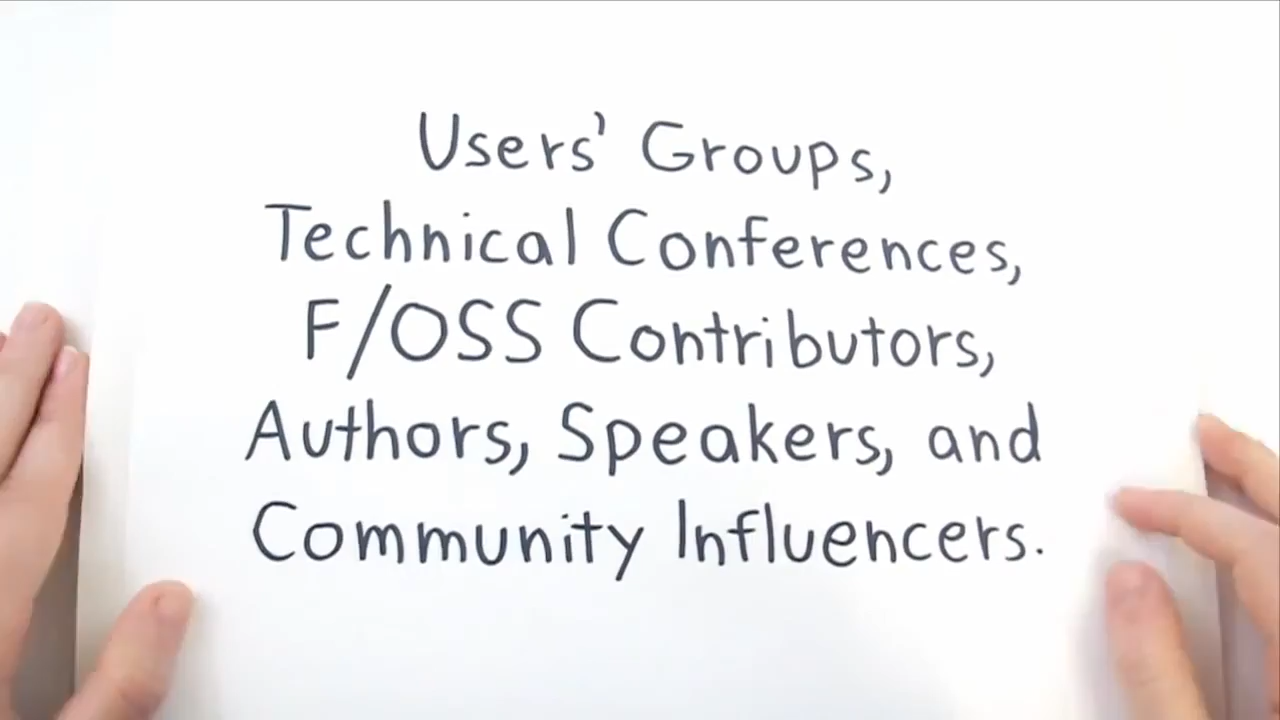 Users' Groups,
Technical Conferences,
F/OSS Contributors,
Authors, Speakers, and
Community Influencers.